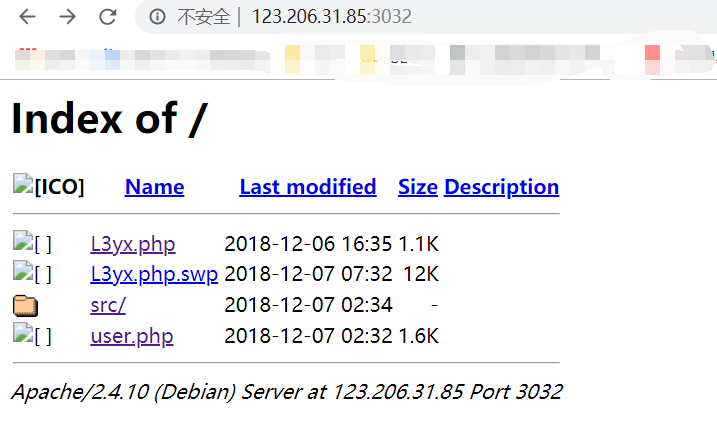 不安全 | 123.206.31.85:3032
Index of /
[ICO] Name Last modified Size Description
[ ] L3yx.php 2018-12-06 16:35 1.1K
[ ] L3yx.php.swp 2018-12-07 07:32 12K
src/ 2018-12-07 02:34 -
[ ] user.php 2018-12-07 02:32 1.6K
Apache/2.4.10 (Debian) Server at 123.206.31.85 Port 3032